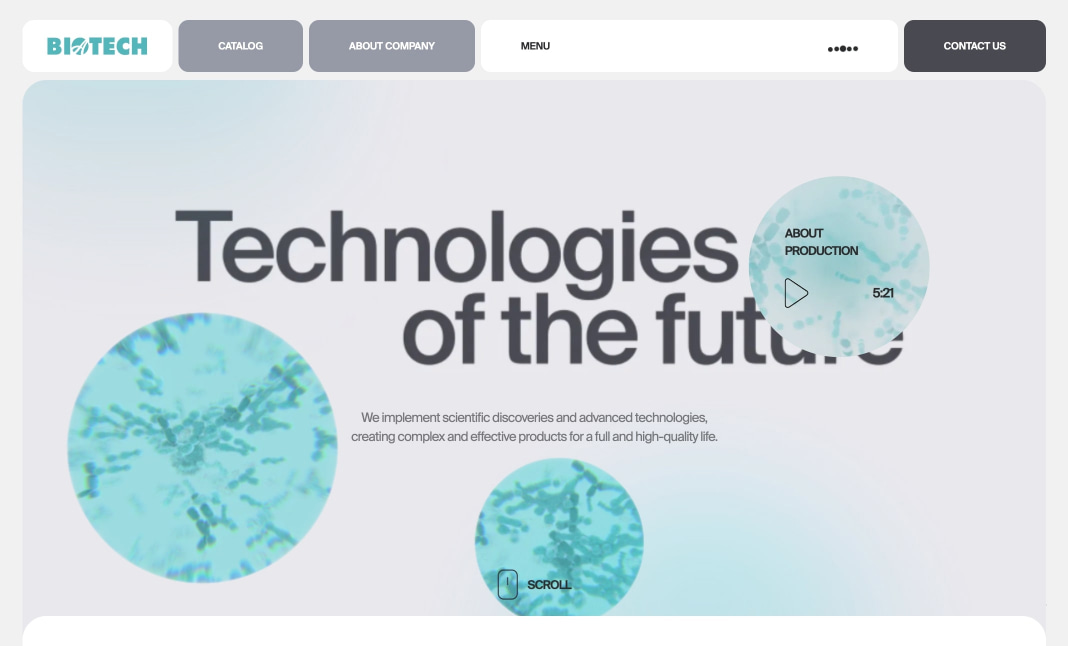 BIOTECH
CATALOG
ABOUT COMPANY
MENU
CONTACT US
Technologies
of the future
ABOUT
PRODUCTION
5:21
We implement scientific discoveries and advanced technologies,
creating complex and effective products for a full and high-quality life.
SCROLL